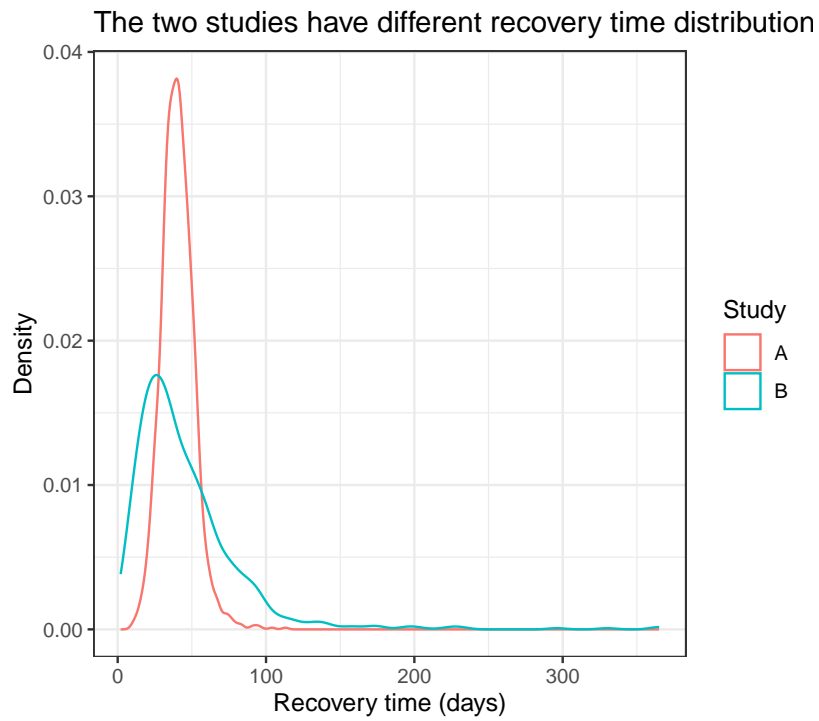 The two studies have different recovery time distribution
0.04
0.03
0.02
0.01
0.00
Density
0
100
200
300
Recovery time (days)
Study
A
B